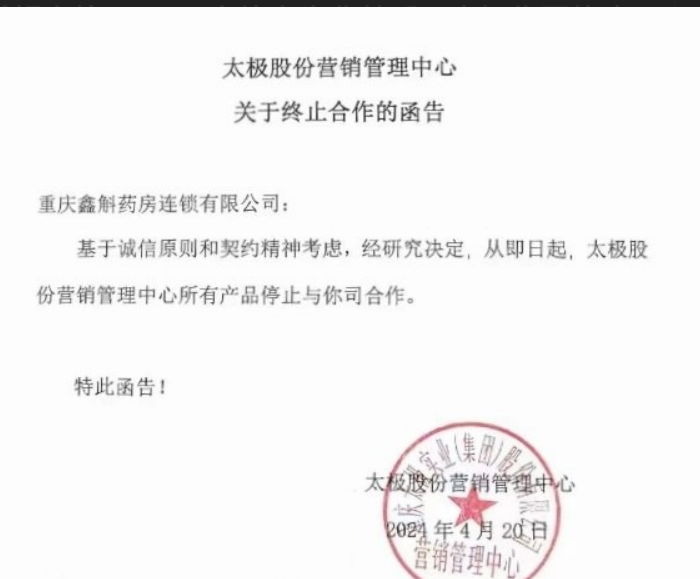 太极股份营销管理中心
关于终止合作的函告
重庆鑫斛药房连锁有限公司：
基于诚信原则和契约精神考虑，经研究决定，从即日起，太极股
份营销管理中心所有产品停止与你司合作。
特此函告！
太极股份营销管理中心
2024 年 4 月 20 日
重庆太极实业(集团)股份有限公司
营销管理中心